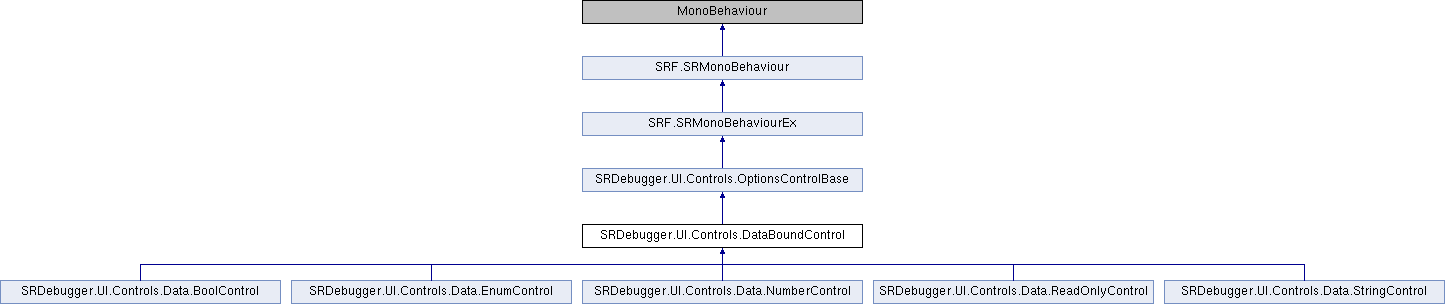 MonoBehaviour
SRF.SRMonoBehaviour
SRF.SRMonoBehaviourEx
SRDebugger.UI.Controls.OptionsControlBase
SRDebugger.UI.Controls.DataBoundControl
SRDebugger.UI.Controls.Data.BoolControl SRDebugger.UI.Controls.Data.EnumControl SRDebugger.UI.Controls.Data.NumberControl SRDebugger.UI.Controls.Data.ReadOnlyControl SRDebugger.UI.Controls.Data.StringControl